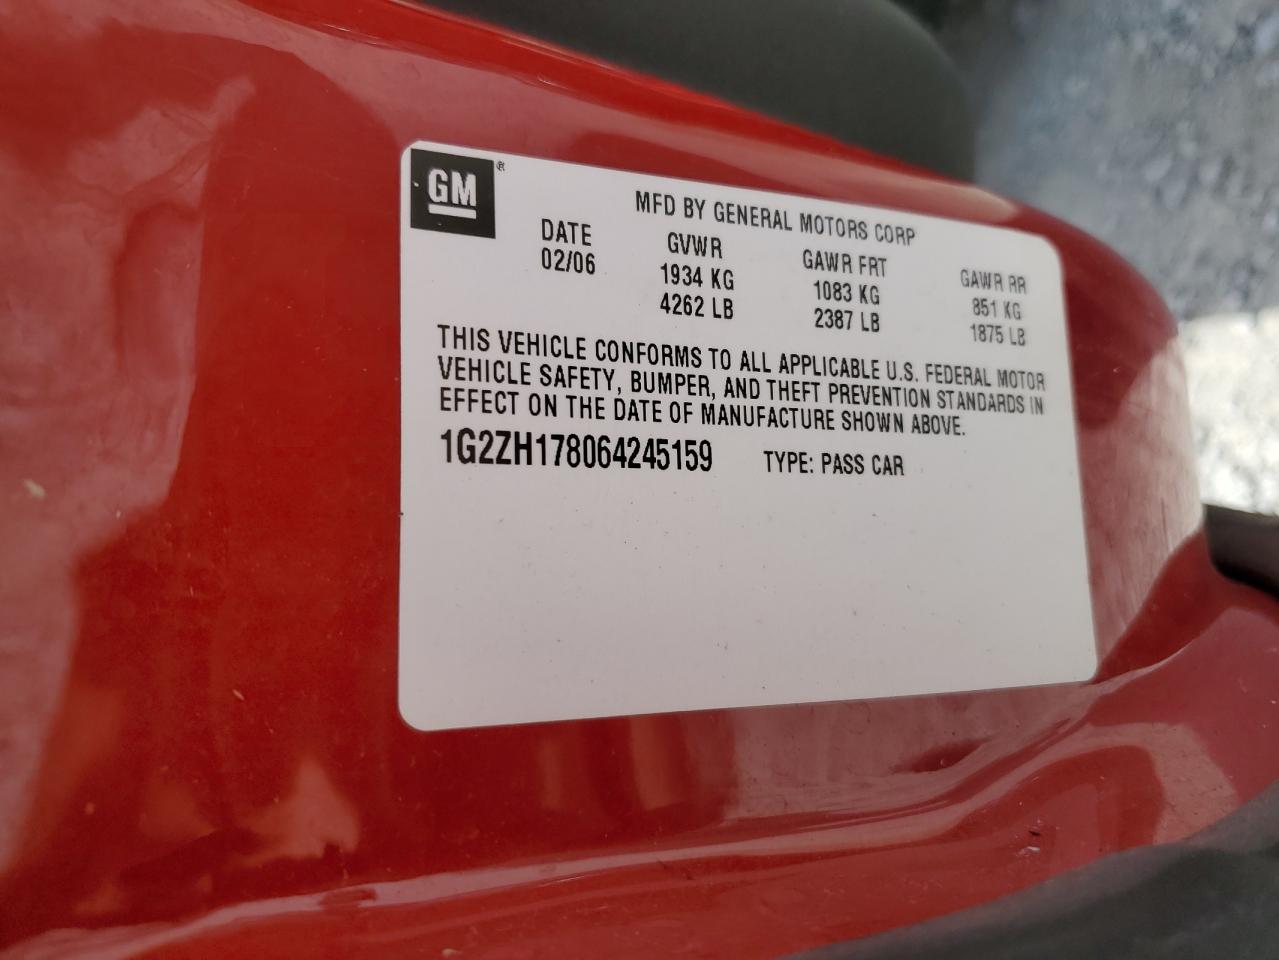 GM ®
MFD BY GENERAL MOTORS CORP
DATE GVWR GAWR FRT GAWR RR
02/06 1934 KG 1083 KG 851 KG
4262 LB 2387 LB 1875 LB
THIS VEHICLE CONFORMS TO ALL APPLICABLE U.S. FEDERAL MOTOR
VEHICLE SAFETY, BUMPER, AND THEFT PREVENTION STANDARDS IN
EFFECT ON THE DATE OF MANUFACTURE SHOWN ABOVE.
1G2ZH178064245159 TYPE: PASS CAR